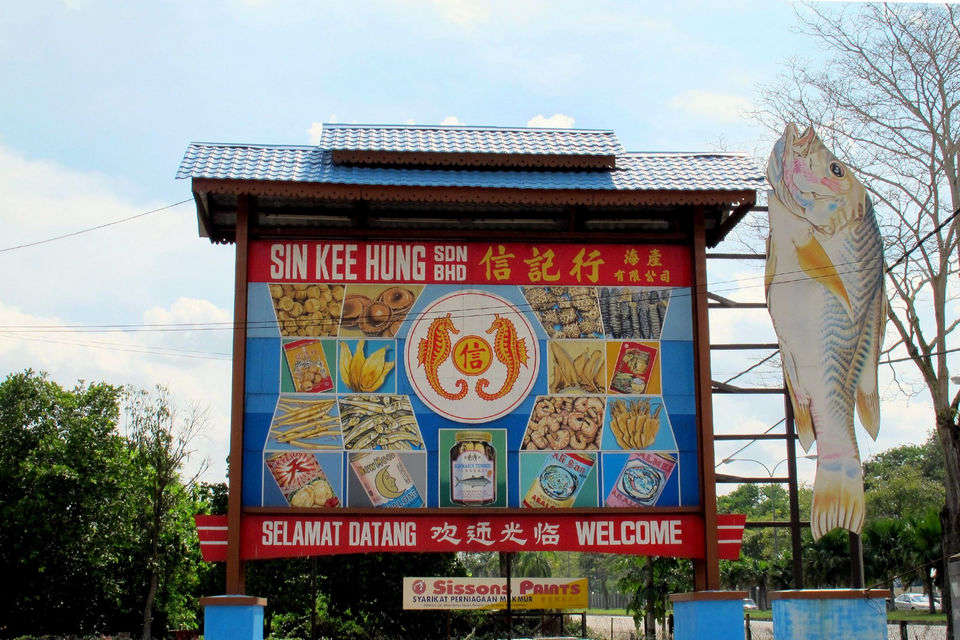 SIN KEE HUNG SDN BHD 信記行 海產有限公司
信
SELAMAT DATANG 欢迎光临 WELCOME
Sissons Paints
SYARIKAT PERNIAGAAN MAKMUR